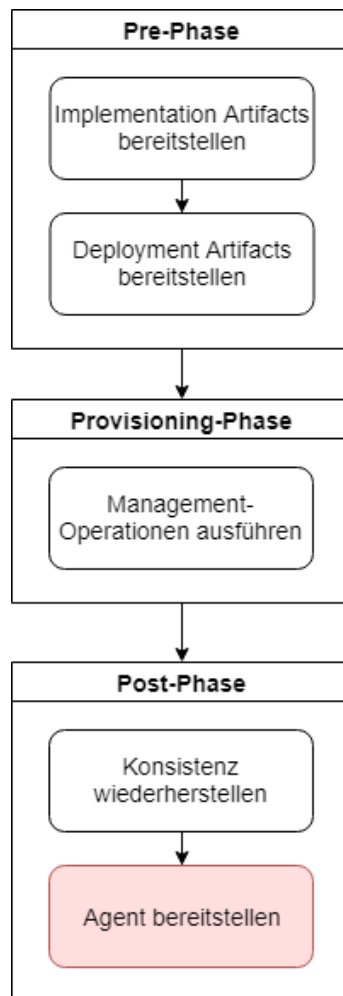 Pre-Phase
Implementation Artifacts
bereitstellen
Deployment Artifacts
bereitstellen
Provisioning-Phase
Management-
Operationen ausführen
Post-Phase
Konsistenz
wiederherstellen
Agent bereitstellen